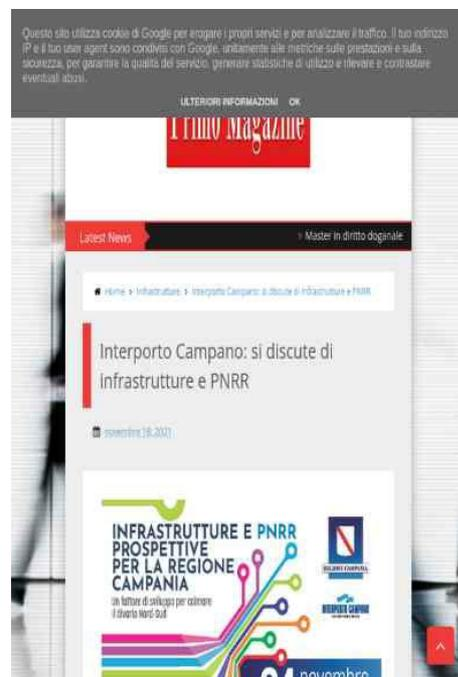 Questo sito utilizza cookie di Google per erogare i propri servizi e per analizzare il traffico. Il tuo indirizzo
IP e il tuo user agent sono condivisi con Google, unitamente alle metriche sulle prestazioni e sulla
sicurezza, per garantire la qualità del servizio, generare statistiche di utilizzo e rilevare e contrastare
eventuali abusi.
ULTERIORI INFORMAZIONI OK
Primo Magazine
Latest News
Master in diritto doganale
Home > Infrastrutture > Interporto Campano: si discute di infrastrutture e PNRR
Interporto Campano: si discute di
infrastrutture e PNRR
novembre 18, 2021
INFRASTRUTTURE E PNRR
PROSPETTIVE
PER LA REGIONE
CAMPANIA
Un fattore di sviluppo per colmare
il divario Nord-Sud
REGIONE CAMPANIA
INTERPORTO CAMPANO
novembre